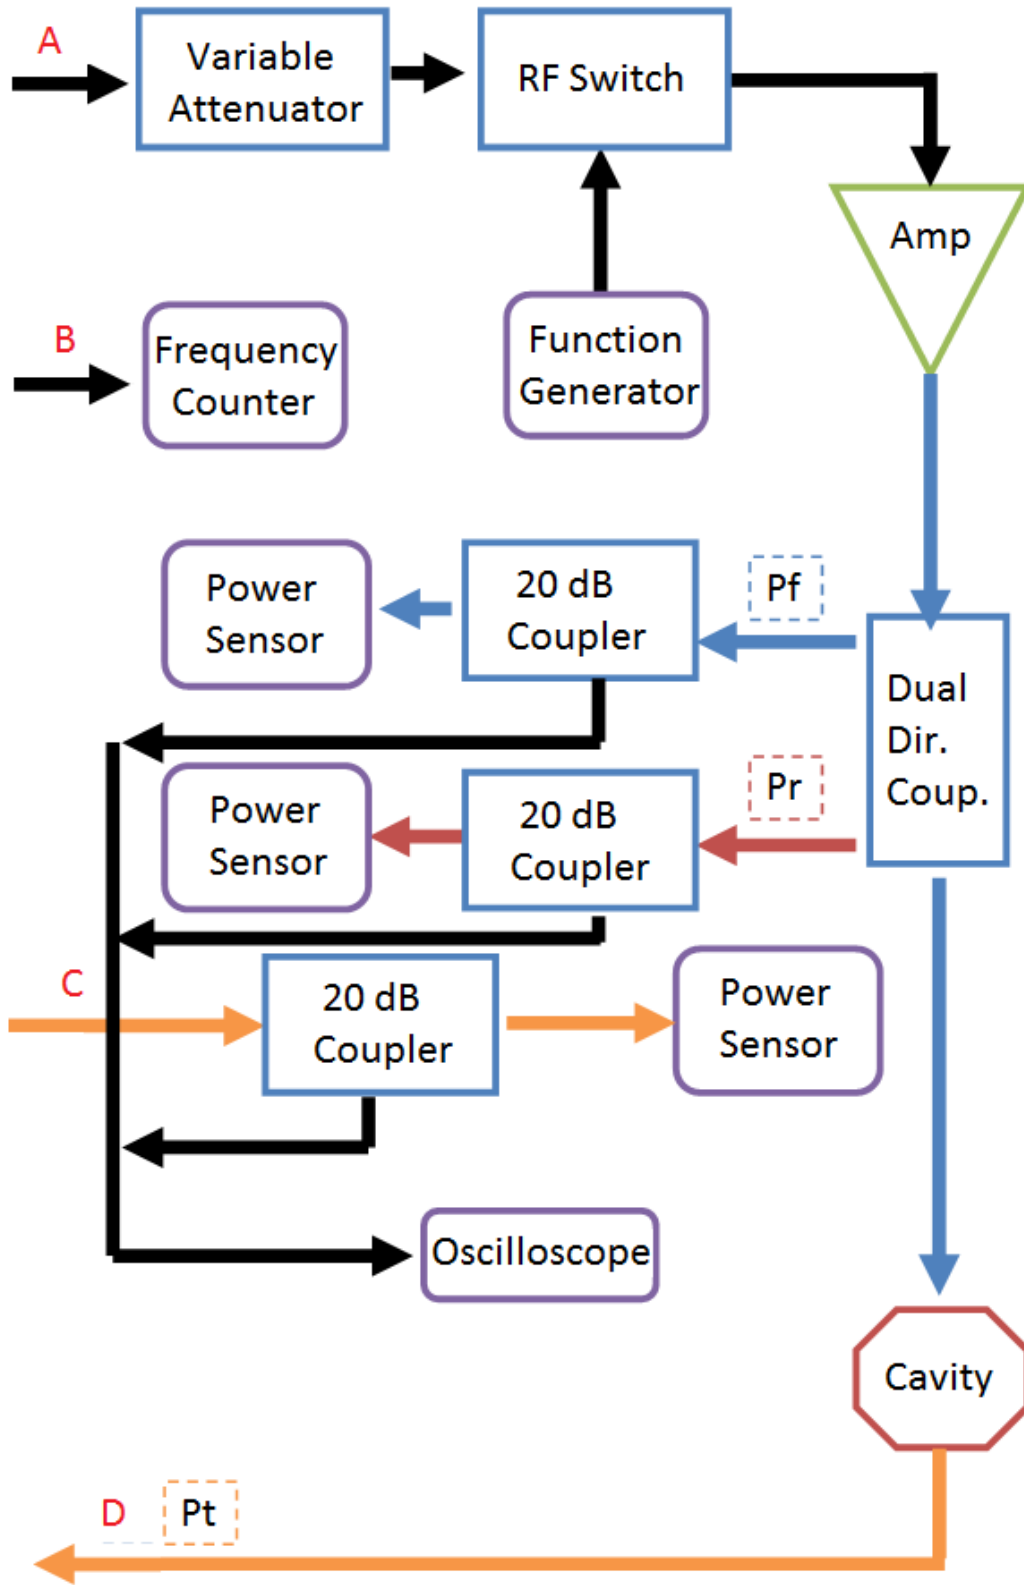 A
Variable
Attenuator
RF Switch
Amp
B
Frequency
Counter
Function
Generator
Power
Sensor
20 dB
Coupler
Pf
Dual
Dir.
Coup.
Power
Sensor
20 dB
Coupler
Pr
C
20 dB
Coupler
Power
Sensor
Oscilloscope
Cavity
D
Pt